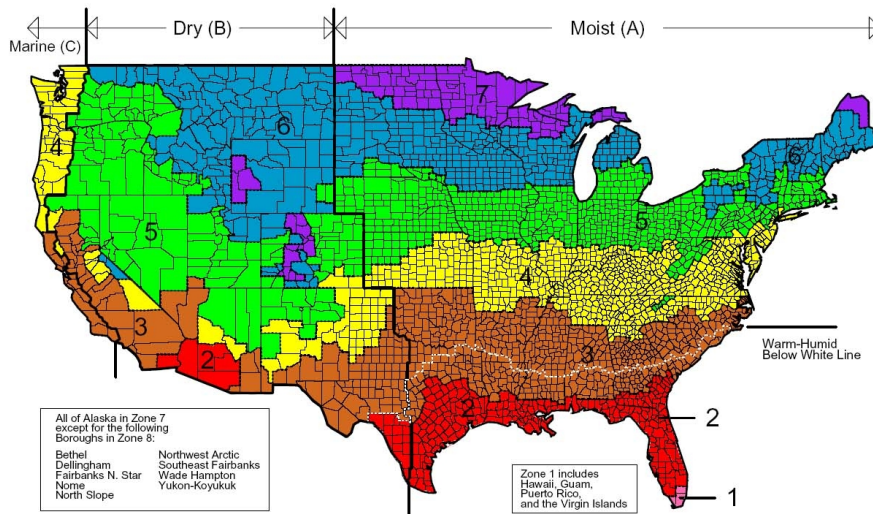 Marine (C)
Dry (B)
Moist (A)
7
6
6
4
5
5
4
3
3
2
2
2
1
Warm-Humid
Below White Line
All of Alaska in Zone 7
except for the following
Boroughs in Zone 8:
Bethel
Dellingham
Fairbanks N. Star
Nome
North Slope
Northwest Arctic
Southeast Fairbanks
Wade Hampton
Yukon-Koyukuk
Zone 1 includes
Hawaii, Guam,
Puerto Rico,
and the Virgin Islands